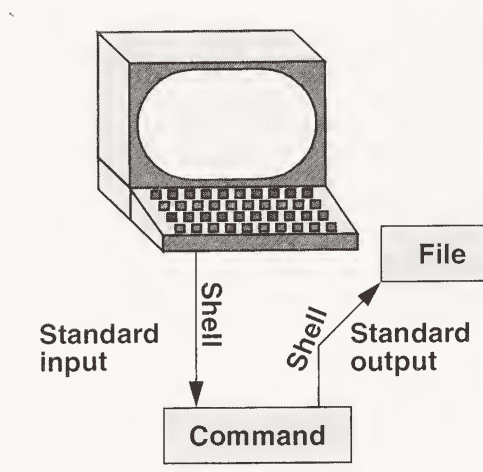 File
Shell
Standard
input
Shell
Standard
output
Command